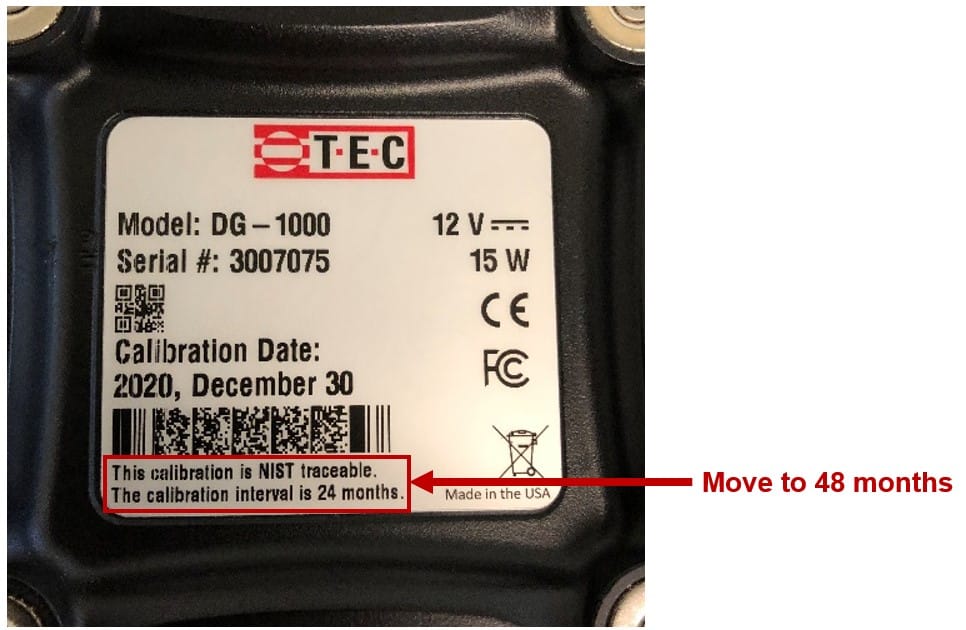 T·E·C
Model: DG – 1000
12 V
Serial #: 3007075
15 W
CE
FC
Calibration Date:
2020, December 30
This calibration is NIST traceable.
The calibration interval is 24 months.
Made in the USA
Move to 48 months